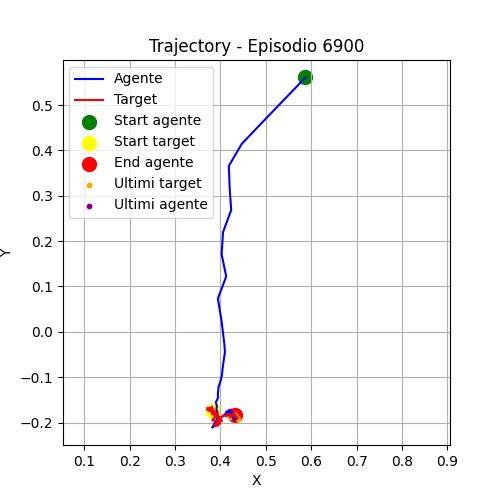 Trajectory - Episodio 6900
Agente
Target
Start agente
Start target
End agente
Ultimi target
Ultimi agente
0.5
0.4
0.3
0.2
0.1
0.0
−0.1
−0.2
Y
0.1 0.2 0.3 0.4 0.5 0.6 0.7 0.8 0.9
X